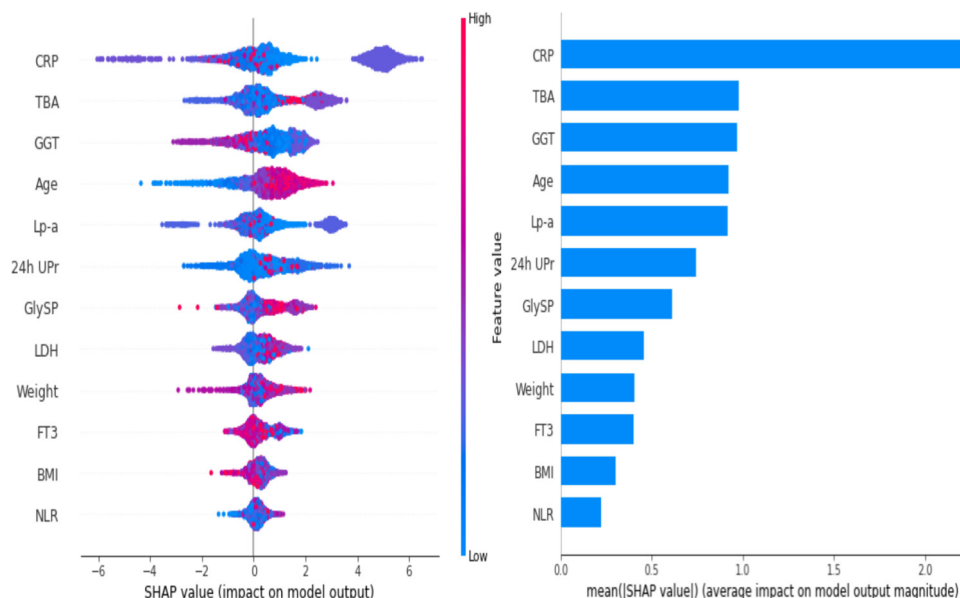 High
CRP
TBA
GGT
Age
Lp-a
24h UPr
GlySP
LDH
Weight
FT3
BMI
NLR
Low
Feature value
−6 −4 −2 0 2 4 6
SHAP value (impact on model output)
CRP
TBA
GGT
Age
Lp-a
24h UPr
GlySP
LDH
Weight
FT3
BMI
NLR
0.0 0.5 1.0 1.5 2.0
mean(|SHAP value|) (average impact on model output magnitude)